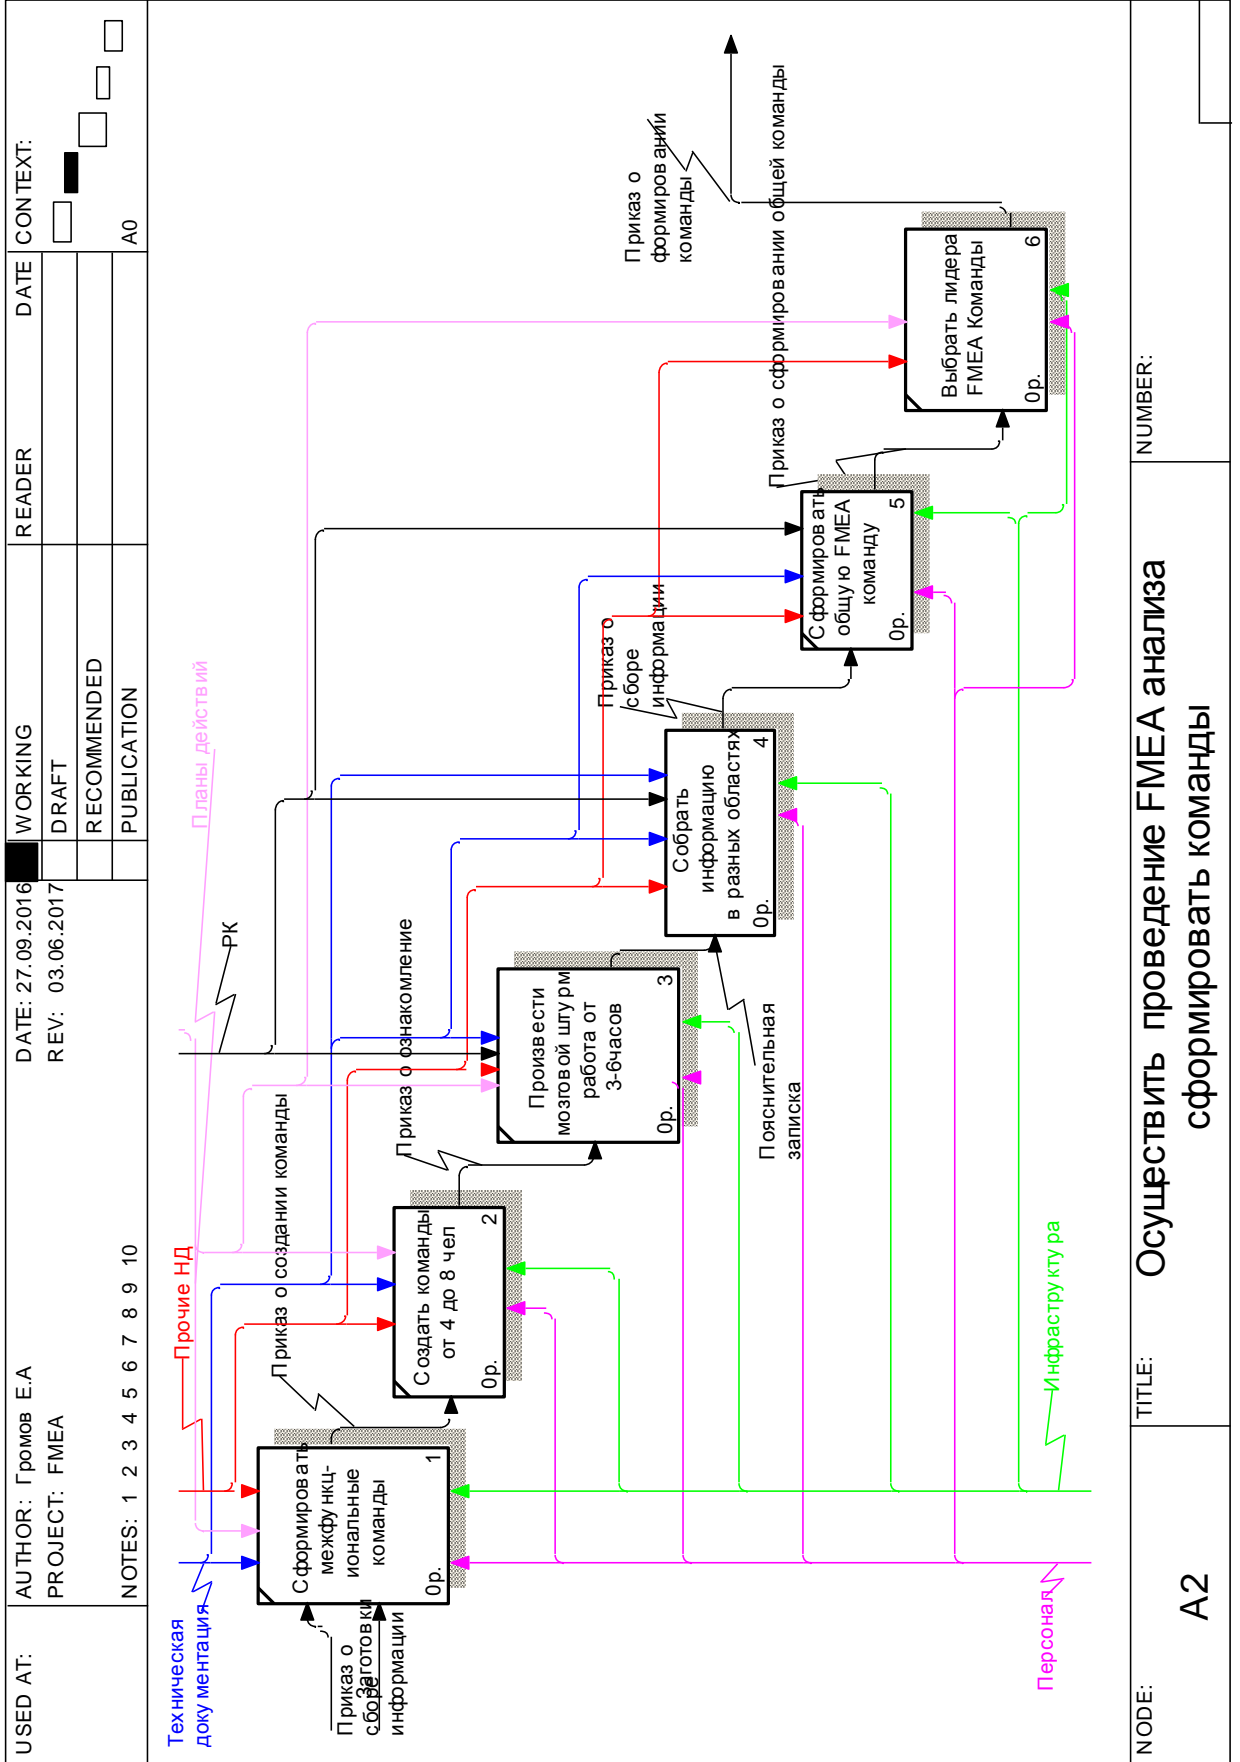 USED AT:
AUTHOR: Громов Е.А
DATE: 27.09.2016
PROJECT: FMEA
REV: 03.06.2017
NOTES: 1 2 3 4 5 6 7 8 9 10
WORKING
DRAFT
RECOMMENDED
PUBLICATION
READER
DATE
CONTEXT:
A0
Техническая
документация
Прочие НД
Планы действий
РК
Приказ о
сборе
информации
Заготовки
Сформировать
межфункц-
иональные
команды
0р.
1
Приказ о создании команды
Создать команды
от 4 до 8 чел
0р.
2
Приказ о ознакомление
Произвести
мозговой штурм
работа от
3-6часов
0р.
3
Пояснительная
записка
Собрать
информацию
в разных областях
0р.
4
Приказ о
сборе
информации
Сформировать
общую FMEA
команду
0р.
5
Приказ о сформировании общей команды
Выбрать лидера
FMEA Команды
0р.
6
Приказ о
формировании
команды
Персонал
Инфраструктура
NODE:
A2
TITLE:
Осуществить проведение FMEA анализа
сформировать команды
NUMBER: